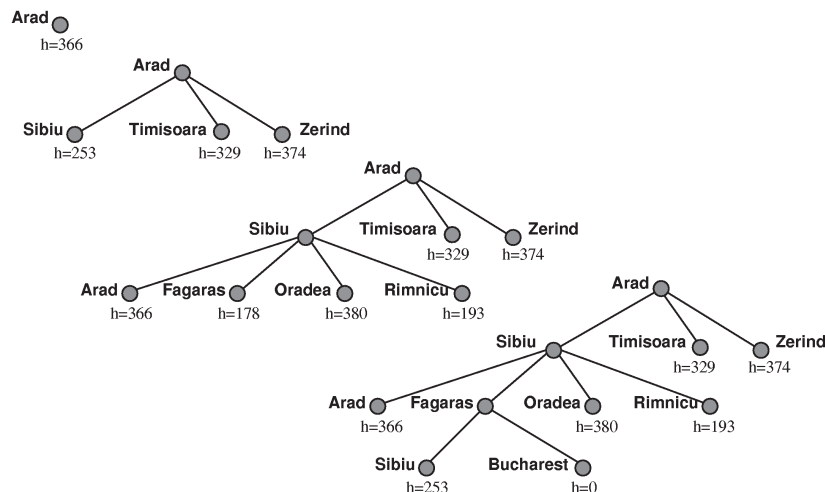 Arad
h=366
Arad
Sibiu Timisoara Zerind
h=253 h=329 h=374
Arad
Sibiu Timisoara Zerind
h=329 h=374
Arad Fagaras Oradea Rimnicu
h=366 h=178 h=380 h=193
Arad
Sibiu Timisoara Zerind
h=329 h=374
Arad Fagaras Oradea Rimnicu
h=366 h=380 h=193
Sibiu Bucharest
h=253 h=0